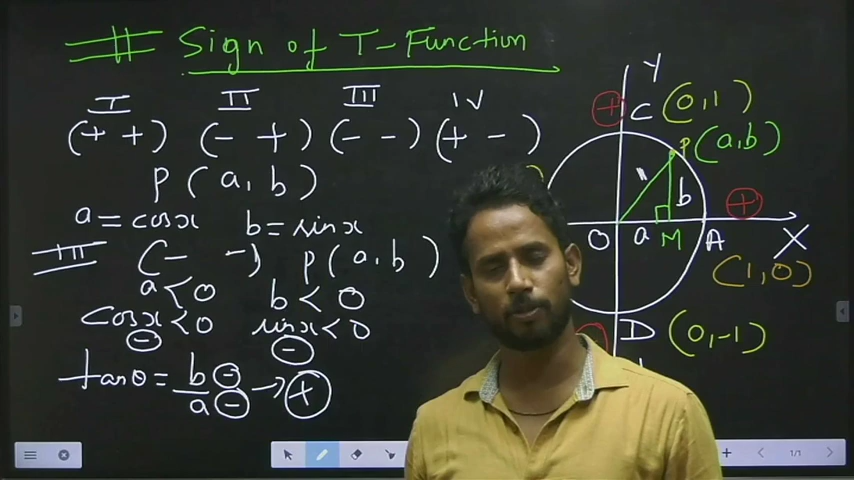 Sign of T-Function
I II III IV
(+ +) (- +) (- -) (+ -)
P (a, b)
a = cosx b = sinx
III (- -) P (a, b)
a < 0 b < 0
cosx < 0 sinx < 0
- -
tanθ = b/a - - → +
Y
+ C (0,1)
P (a, b)
b +
O a M A X
(1, 0)
D (0, -1)
1/1